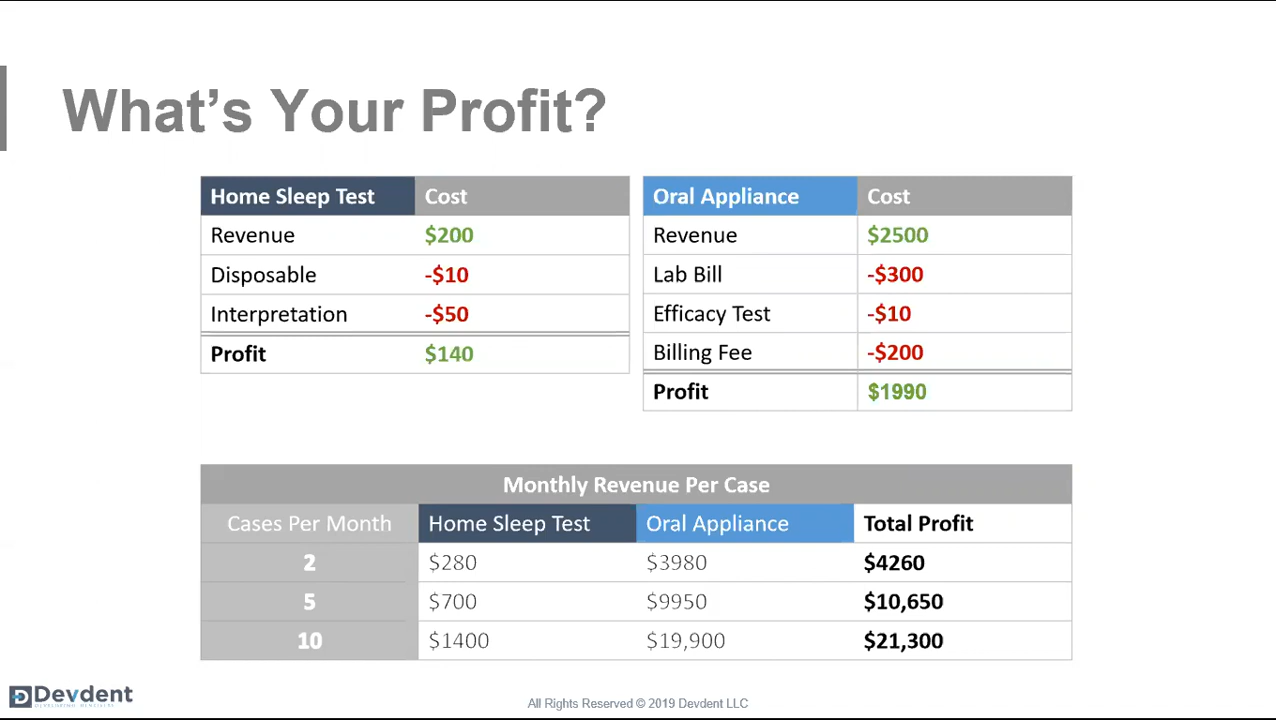 What's Your Profit?
Home Sleep Test Cost
Revenue $200
Disposable -$10
Interpretation -$50
Profit $140
Oral Appliance Cost
Revenue $2500
Lab Bill -$300
Efficacy Test -$10
Billing Fee -$200
Profit $1990
Monthly Revenue Per Case
Cases Per Month Home Sleep Test Oral Appliance Total Profit
2 $280 $3980 $4260
5 $700 $9950 $10,650
10 $1400 $19,900 $21,300
Devdent
DEVELOPING DENTISTS
All Rights Reserved © 2019 Devdent LLC